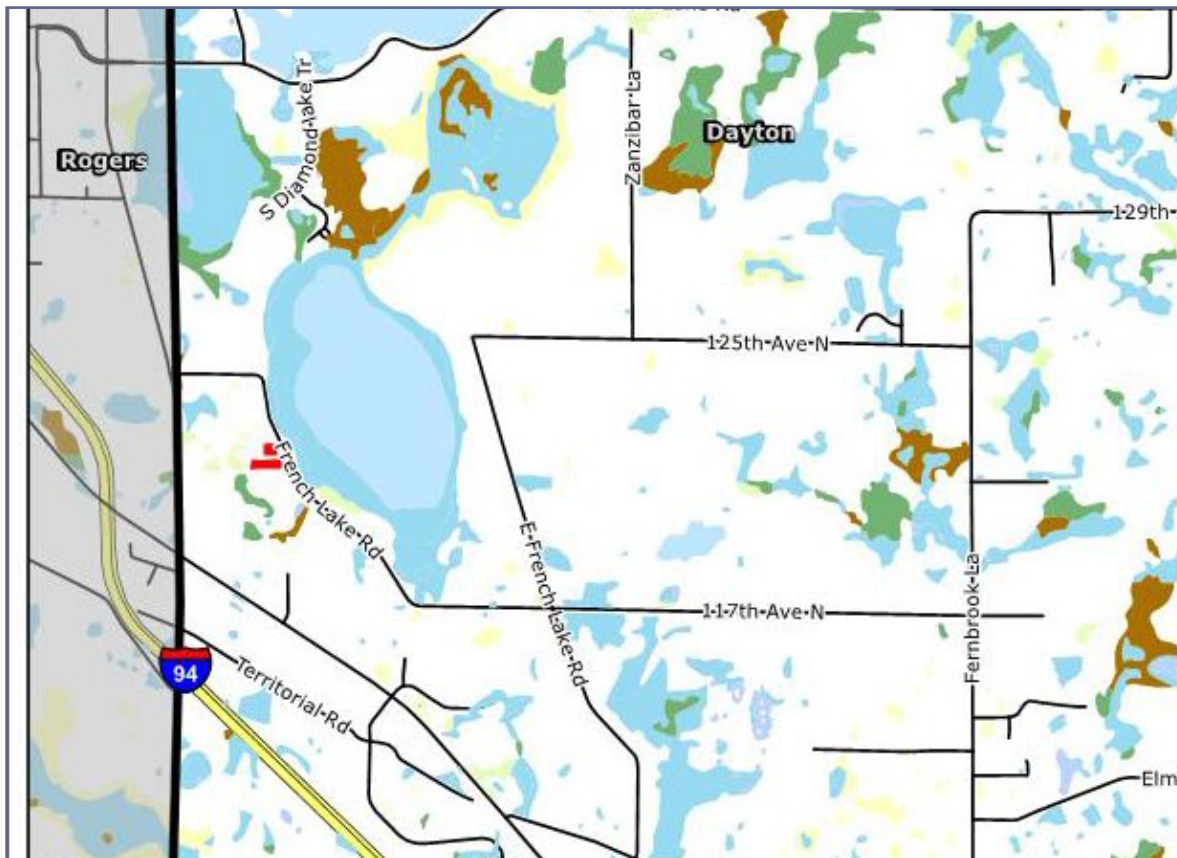 S Diamond Lake Tr
Zanzibar La
Dayton
Rogers
129th
125th Ave N
French Lake Rd
E French Lake Rd
117th Ave N
Fernbrook La
94
Territorial Rd
Elm